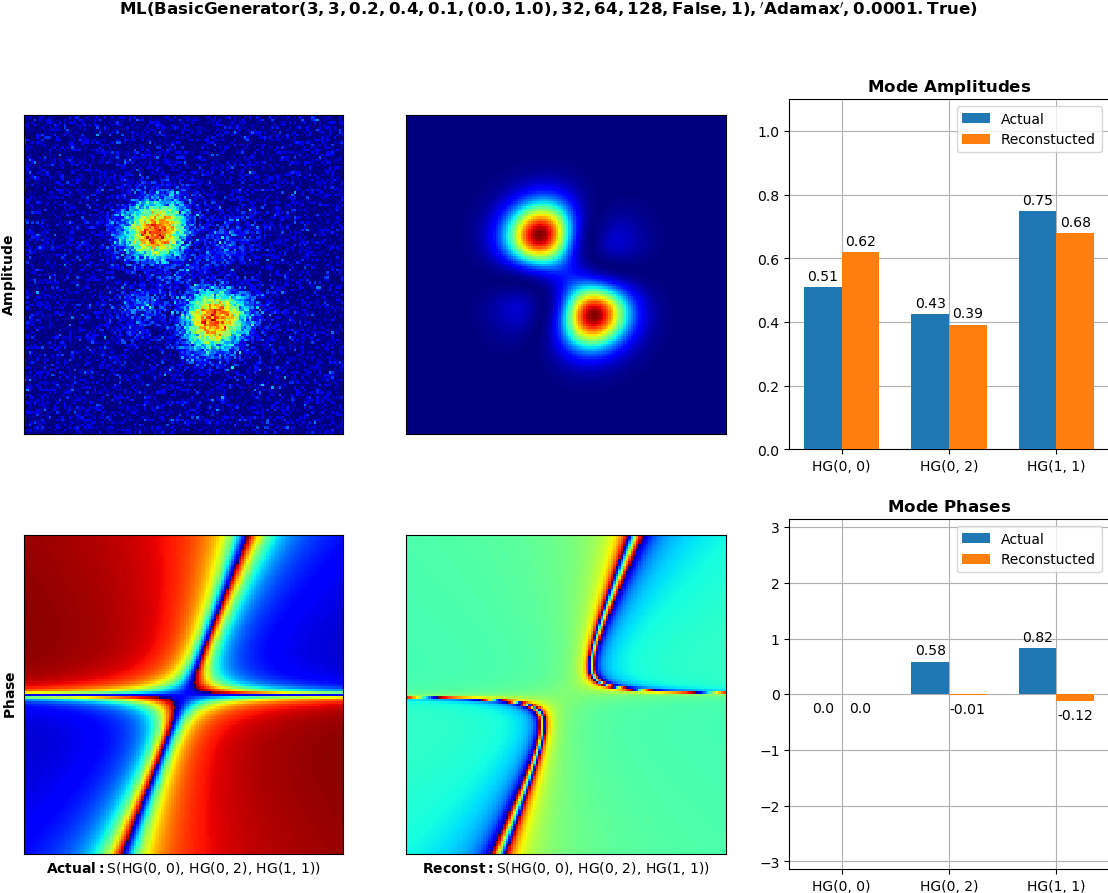 ML(BasicGenerator(3, 3, 0.2, 0.4, 0.1, (0.0, 1.0), 32, 64, 128, False, 1), 'Adamax', 0.0001. True)
Amplitude
Mode Amplitudes
Actual
Reconstucted
1.0
0.8
0.6
0.4
0.2
0.0
0.51
0.62
0.43
0.39
0.75
0.68
HG(0, 0)
HG(0, 2)
HG(1, 1)
Phase
Actual: S(HG(0, 0), HG(0, 2), HG(1, 1))
Reconst: S(HG(0, 0), HG(0, 2), HG(1, 1))
Mode Phases
Actual
Reconstucted
3
2
1
0
−1
−2
−3
0.0
0.0
0.58
-0.01
0.82
-0.12
HG(0, 0)
HG(0, 2)
HG(1, 1)